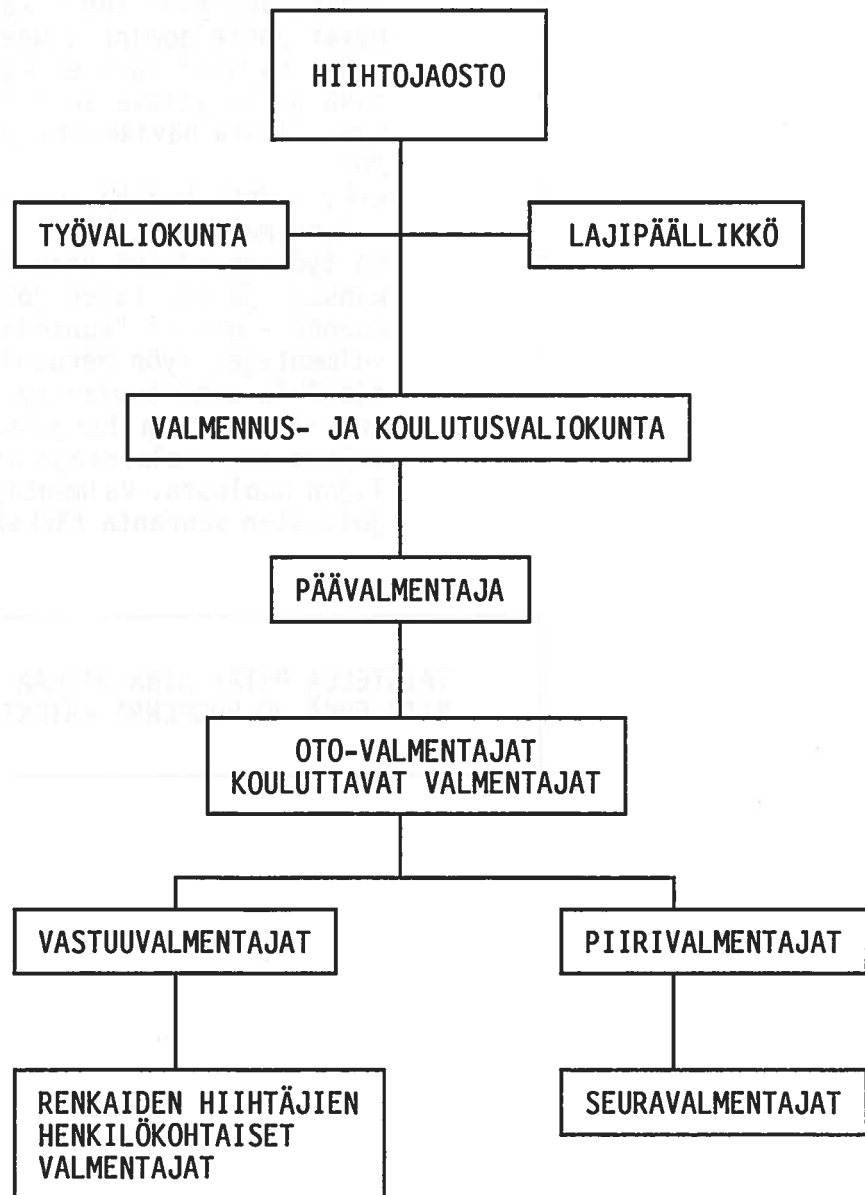 HIIHTOJAOSTO
TYÖVALIOKUNTA
LAJIPÄÄLLIKKÖ
VALMENNUS- JA KOULUTUSVALIOKUNTA
PÄÄVALMENTAJA
OTO-VALMENTAJAT
KOULUTTAVAT VALMENTAJAT
VASTUUVALMENTAJAT
PIIRIVALMENTAJAT
RENKAIDEN HIIHTÄJIEN
HENKILÖKOHTAISET
VALMENTAJAT
SEURAVALMENTAJAT